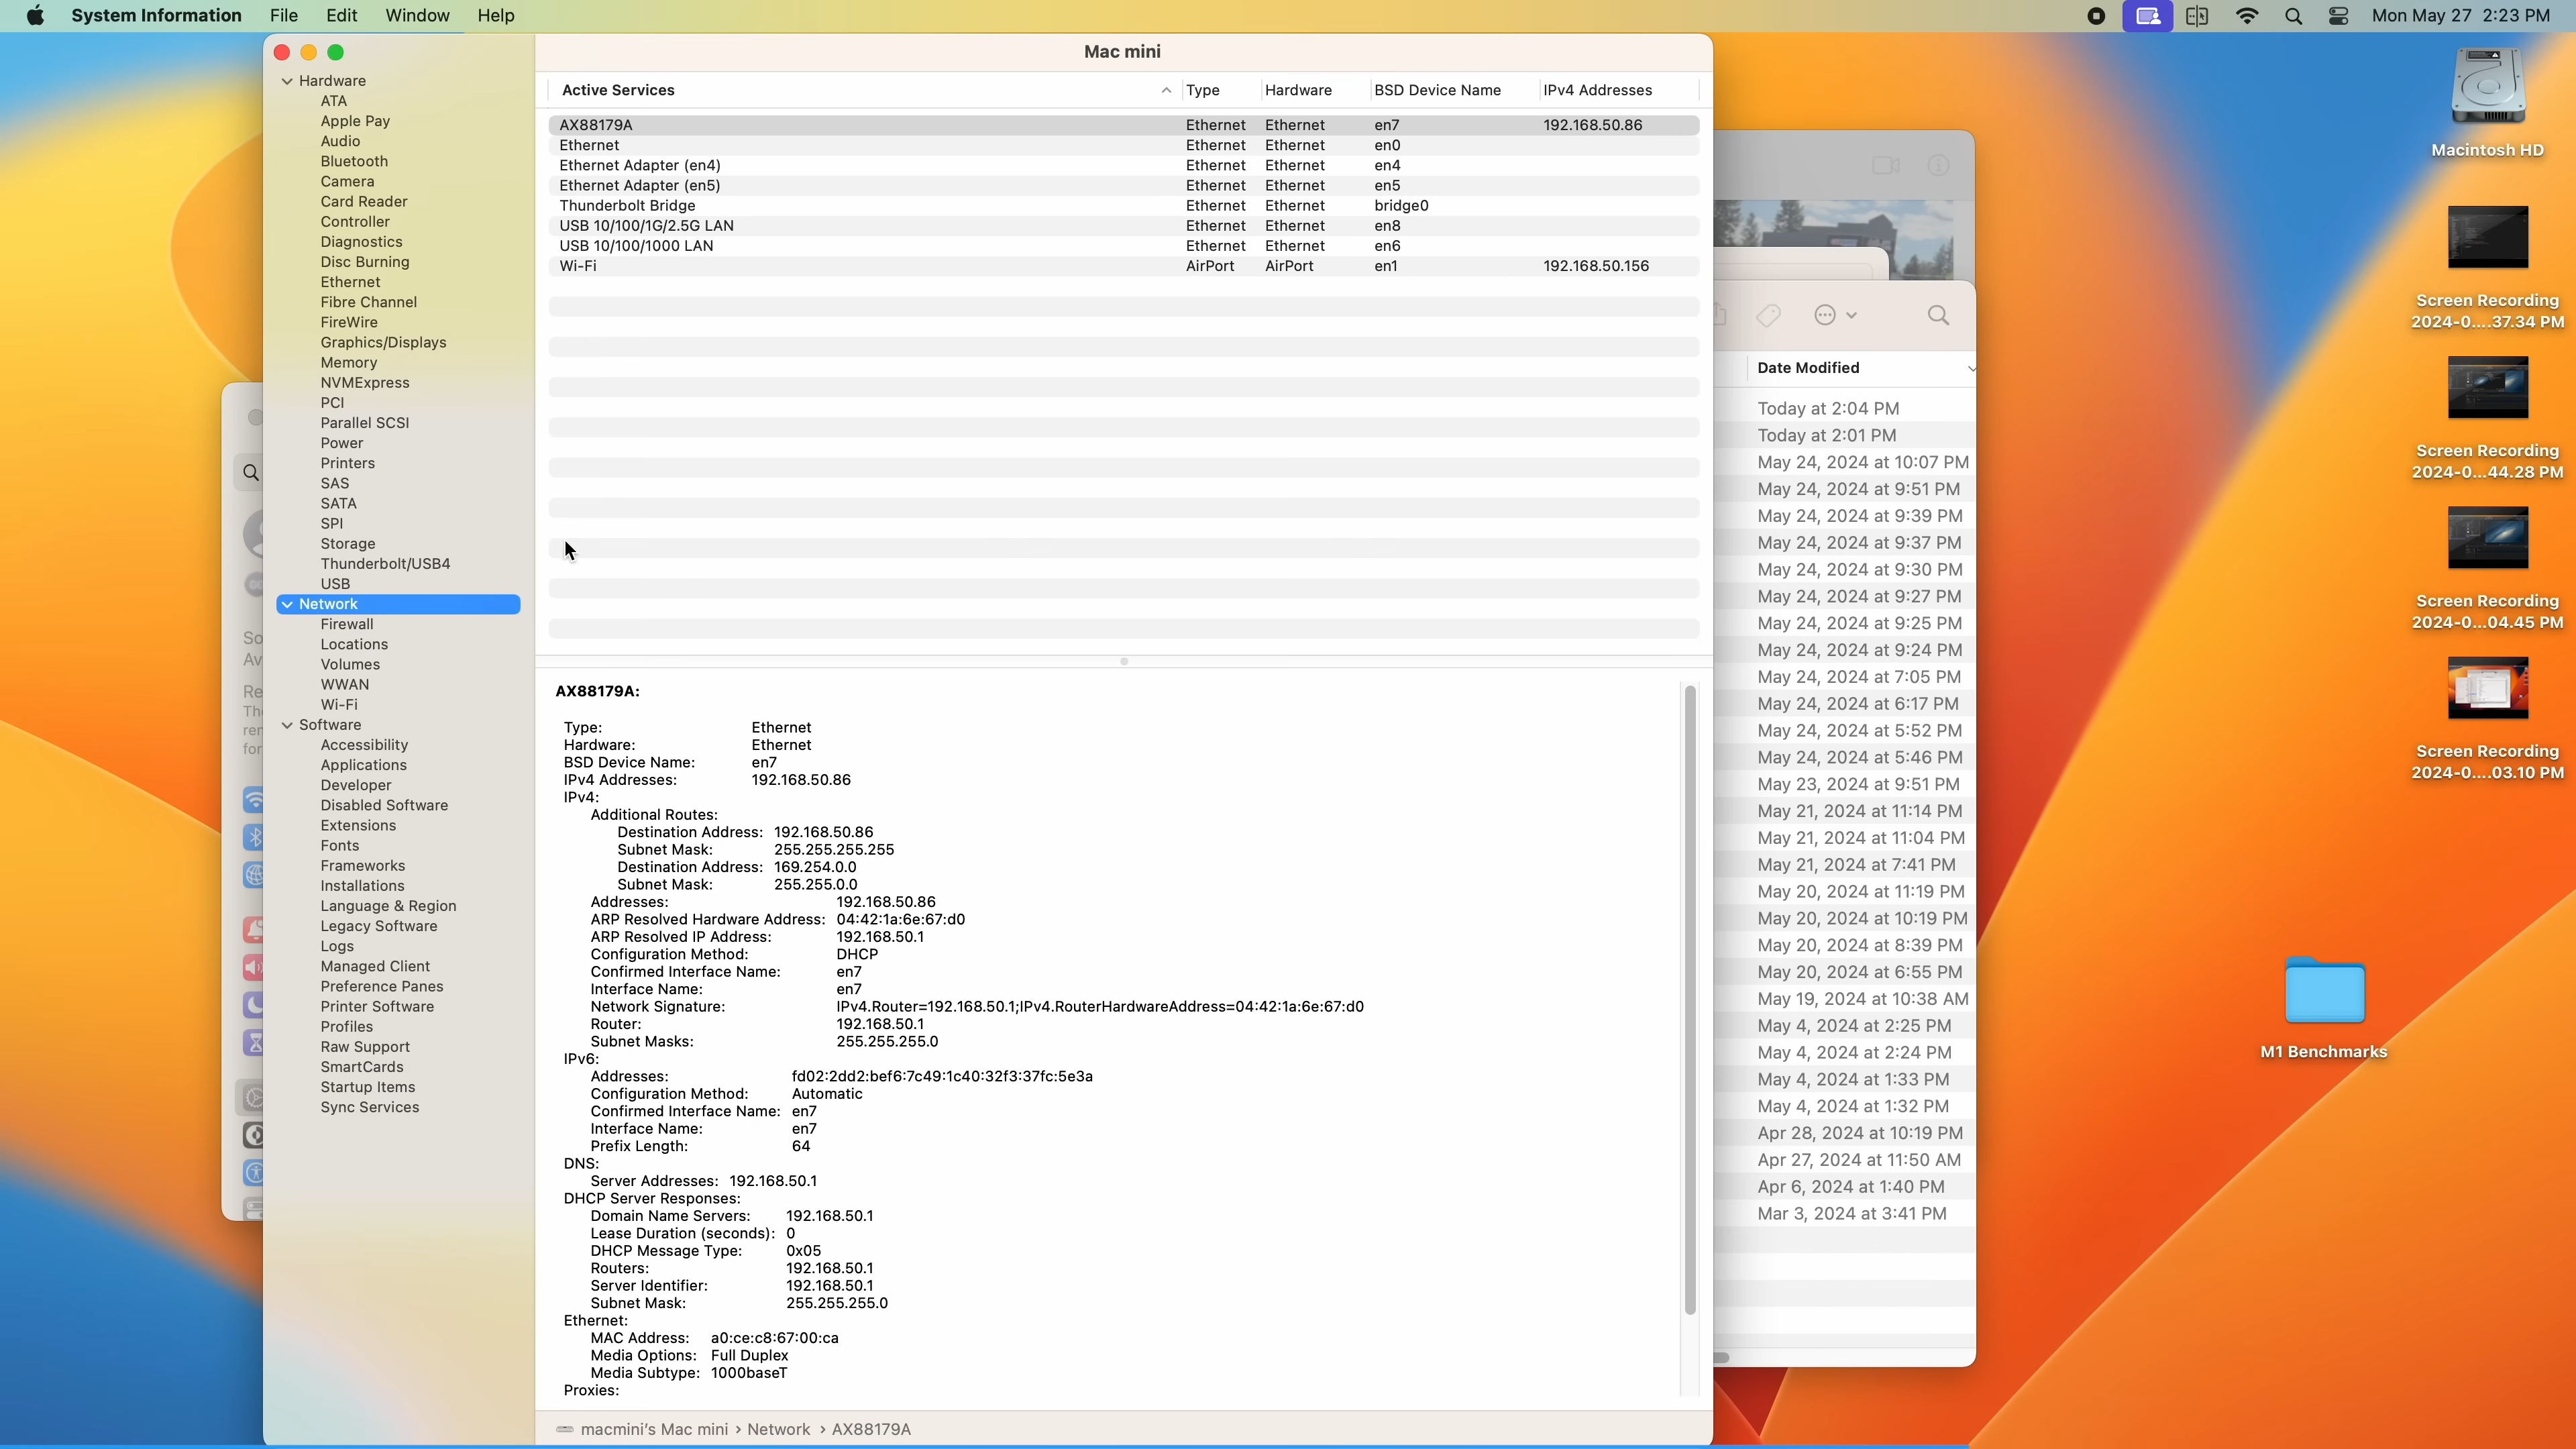 System Information File Edit Window Help Mon May 27 2:23 PM
Mac mini
Hardware
ATA
Apple Pay
Audio
Bluetooth
Camera
Card Reader
Controller
Diagnostics
Disc Burning
Ethernet
Fibre Channel
FireWire
Graphics/Displays
Memory
NVMExpress
PCI
Parallel SCSI
Power
Printers
SAS
SATA
SPI
Storage
Thunderbolt/USB4
USB
Network
Firewall
Locations
Volumes
WWAN
Wi-Fi
Software
Accessibility
Applications
Developer
Disabled Software
Extensions
Fonts
Frameworks
Installations
Language & Region
Legacy Software
Logs
Managed Client
Preference Panes
Printer Software
Profiles
Raw Support
SmartCards
Startup Items
Sync Services
Active Services Type Hardware BSD Device Name IPv4 Addresses
AX88179A Ethernet Ethernet en7 192.168.50.86
Ethernet Ethernet Ethernet en0
Ethernet Adapter (en4) Ethernet Ethernet en4
Ethernet Adapter (en5) Ethernet Ethernet en5
Thunderbolt Bridge Ethernet Ethernet bridge0
USB 10/100/1G/2.5G LAN Ethernet Ethernet en8
USB 10/100/1000 LAN Ethernet Ethernet en6
Wi-Fi AirPort AirPort en1 192.168.50.156
AX88179A:
Type: Ethernet
Hardware: Ethernet
BSD Device Name: en7
IPv4 Addresses: 192.168.50.86
IPv4:
Additional Routes:
Destination Address: 192.168.50.86
Subnet Mask: 255.255.255.255
Destination Address: 169.254.0.0
Subnet Mask: 255.255.0.0
Addresses: 192.168.50.86
ARP Resolved Hardware Address: 04:42:1a:6e:67:d0
ARP Resolved IP Address: 192.168.50.1
Configuration Method: DHCP
Confirmed Interface Name: en7
Interface Name: en7
Network Signature: IPv4.Router=192.168.50.1;IPv4.RouterHardwareAddress=04:42:1a:6e:67:d0
Router: 192.168.50.1
Subnet Masks: 255.255.255.0
IPv6:
Addresses: fd02:2dd2:bef6:7c49:1c40:32f3:37fc:5e3a
Configuration Method: Automatic
Confirmed Interface Name: en7
Interface Name: en7
Prefix Length: 64
DNS:
Server Addresses: 192.168.50.1
DHCP Server Responses:
Domain Name Servers: 192.168.50.1
Lease Duration (seconds): 0
DHCP Message Type: 0x05
Routers: 192.168.50.1
Server Identifier: 192.168.50.1
Subnet Mask: 255.255.255.0
Ethernet:
MAC Address: a0:ce:c8:67:00:ca
Media Options: Full Duplex
Media Subtype: 1000baseT
Proxies:
macmini's Mac mini › Network › AX88179A
Date Modified
Today at 2:04 PM
Today at 2:01 PM
May 24, 2024 at 10:07 PM
May 24, 2024 at 9:51 PM
May 24, 2024 at 9:39 PM
May 24, 2024 at 9:37 PM
May 24, 2024 at 9:30 PM
May 24, 2024 at 9:27 PM
May 24, 2024 at 9:25 PM
May 24, 2024 at 9:24 PM
May 24, 2024 at 7:05 PM
May 24, 2024 at 6:17 PM
May 24, 2024 at 5:52 PM
May 24, 2024 at 5:46 PM
May 23, 2024 at 9:51 PM
May 21, 2024 at 11:14 PM
May 21, 2024 at 11:04 PM
May 21, 2024 at 7:41 PM
May 20, 2024 at 11:19 PM
May 20, 2024 at 10:19 PM
May 20, 2024 at 8:39 PM
May 20, 2024 at 6:55 PM
May 19, 2024 at 10:38 AM
May 4, 2024 at 2:25 PM
May 4, 2024 at 2:24 PM
May 4, 2024 at 1:33 PM
May 4, 2024 at 1:32 PM
Apr 28, 2024 at 10:19 PM
Apr 27, 2024 at 11:50 AM
Apr 6, 2024 at 1:40 PM
Mar 3, 2024 at 3:41 PM
Macintosh HD
Screen Recording
2024-0....37.34 PM
Screen Recording
2024-0...44.28 PM
Screen Recording
2024-0...04.45 PM
Screen Recording
2024-0....03.10 PM
M1 Benchmarks